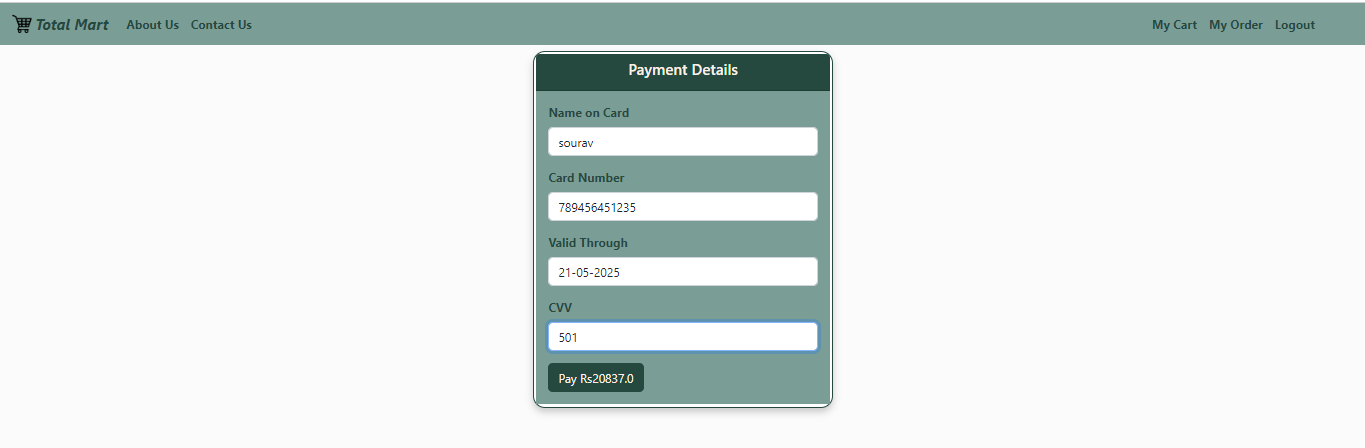 Total Mart About Us Contact Us My Cart My Order Logout
Payment Details
Name on Card
sourav
Card Number
789456451235
Valid Through
21-05-2025
CVV
501
Pay Rs20837.0